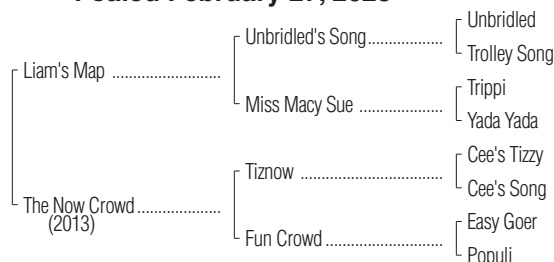 Unbridled
Unbridled's Song
Trolley Song
Liam's Map
Trippi
Miss Macy Sue
Yada Yada
Cee's Tizzy
Tiznow
Cee's Song
The Now Crowd
(2013)
Easy Goer
Fun Crowd
Populi